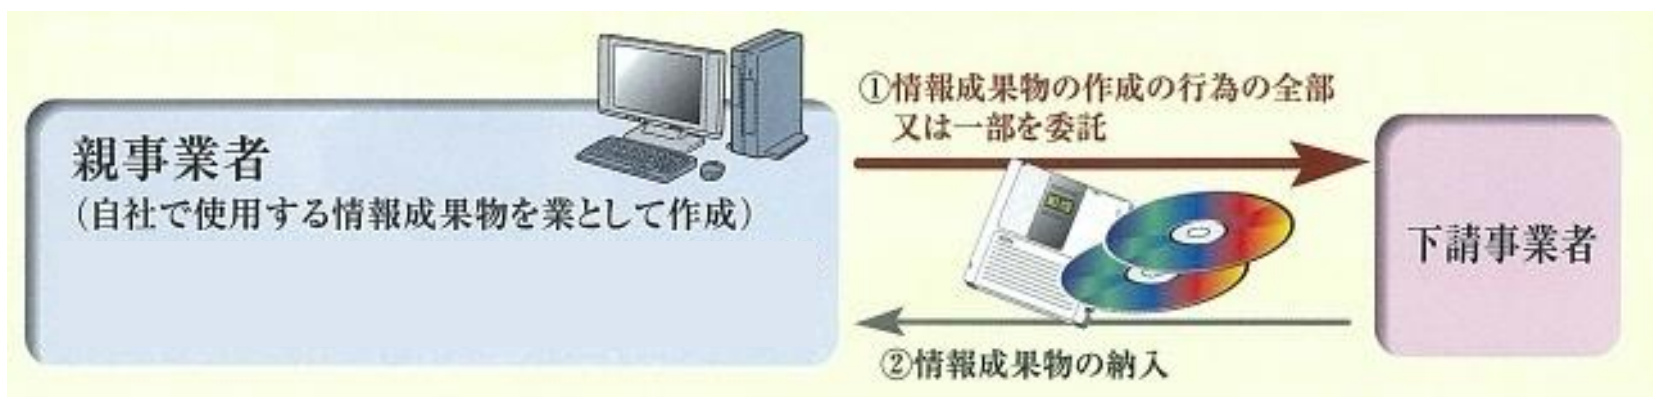 親事業者
（自社で使用する情報成果物を業として作成）
①情報成果物の作成の行為の全部
又は一部を委託
下請事業者
②情報成果物の納入